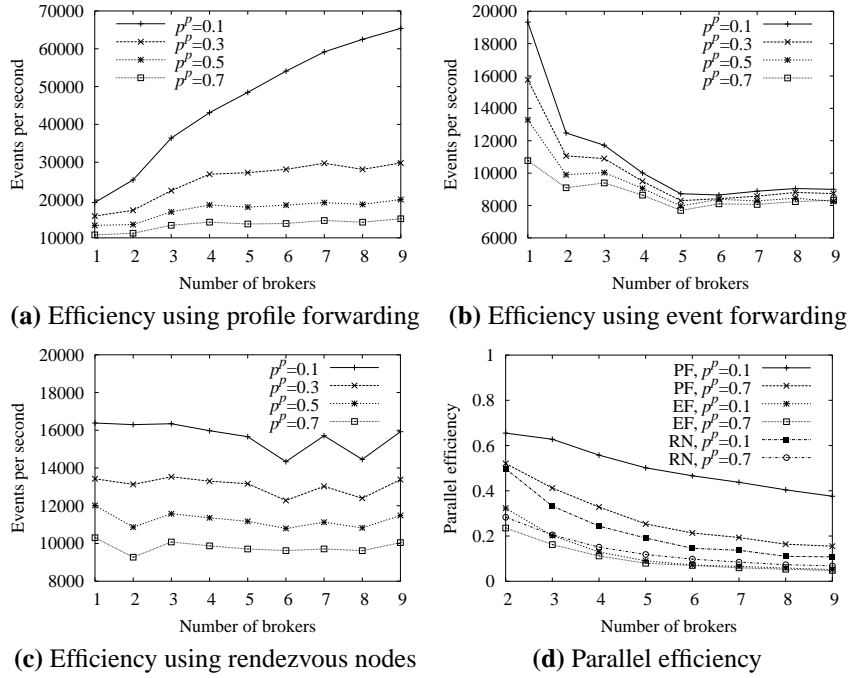 70000
60000
50000
40000
30000
20000
10000
Events per second
p^p=0.1
p^p=0.3
p^p=0.5
p^p=0.7
1 2 3 4 5 6 7 8 9
Number of brokers
(a) Efficiency using profile forwarding
20000
18000
16000
14000
12000
10000
8000
6000
Events per second
p^p=0.1
p^p=0.3
p^p=0.5
p^p=0.7
1 2 3 4 5 6 7 8 9
Number of brokers
(b) Efficiency using event forwarding
20000
18000
16000
14000
12000
10000
8000
Events per second
p^p=0.1
p^p=0.3
p^p=0.5
p^p=0.7
1 2 3 4 5 6 7 8 9
Number of brokers
(c) Efficiency using rendezvous nodes
1
0.8
0.6
0.4
0.2
0
Parallel efficiency
PF, p^p=0.1
PF, p^p=0.7
EF, p^p=0.1
EF, p^p=0.7
RN, p^p=0.1
RN, p^p=0.7
2 3 4 5 6 7 8 9
Number of brokers
(d) Parallel efficiency